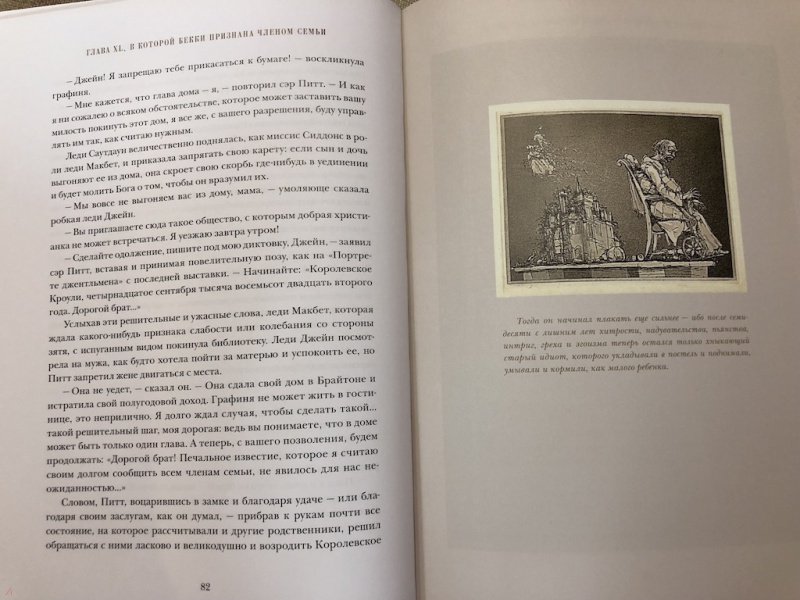 ГЛАВА XL, В КОТОРОЙ БЕККИ ПРИЗНАНА ЧЛЕНОМ СЕМЬИ
— Джейн! Я запрещаю тебе прикасаться к бумаге! — воскликнула
графиня.
— Мне кажется, что глава дома — я, — повторил сэр Питт. — И как
я ни сожалею о всяком обстоятельстве, которое может заставить вашу
милость покинуть этот дом, я все же, с вашего разрешения, буду управ-
лять им так, как считаю нужным.
Леди Саутдаун величественно поднялась, как миссис Сиддонс в ро-
ли леди Макбет, и приказала запрягать свою карету: если сын и дочь
выгоняют ее из дома, она скроет свою скорбь где-нибудь в уединении
и будет молить Бога о том, чтобы он вразумил их.
— Мы вовсе не выгоняем вас из дому, мама, — умоляюще сказала
робкая леди Джейн.
— Вы приглашаете сюда такое общество, с которым добрая христи-
анка не может встречаться. Я уезжаю завтра утром!
— Сделайте одолжение, пишите под мою диктовку, Джейн, — заявил
сэр Питт, вставая и принимая повелительную позу, как на «Портре-
те джентльмена» с последней выставки. — Начинайте: «Королевское
Кроули, четырнадцатое сентября тысяча восемьсот двадцать второго
года. Дорогой брат...»
Услыхав эти решительные и ужасные слова, леди Макбет, которая
ждала какого-нибудь признака слабости или колебания со стороны
зятя, с испуганным видом покинула библиотеку. Леди Джейн посмот-
рела на мужа, как будто хотела пойти за матерью и успокоить ее, но
Питт запретил жене двигаться с места.
— Она не уедет, — сказал он. — Она сдала свой дом в Брайтоне и
истратила свой полугодовой доход. Графиня не может жить в гости-
нице, это неприлично. Я долго ждал случая, чтобы сделать такой...
такой решительный шаг, моя дорогая: ведь вы понимаете, что в доме
может быть только один глава. А теперь, с вашего позволения, будем
продолжать: «Дорогой брат! Печальное известие, которое я считаю
своим долгом сообщить всем членам семьи, не явилось для нас не-
ожиданностью...»
Словом, Питт, воцарившись в замке и благодаря удаче — или бла-
годаря своим заслугам, как он думал, — прибрав к рукам почти все
состояние, на которое рассчитывали и другие родственники, решил
обращаться с ними ласково и великодушно и возродить Королевское
82
Тогда он начинал плакать еще сильнее — ибо после семи-
десяти с лишним лет хитрости, надувательства, пьянства,
интриг, греха и эгоизма теперь остался только хныкающий
старый идиот, которого укладывали в постель и поднимали,
умывали и кормили, как малого ребенка.